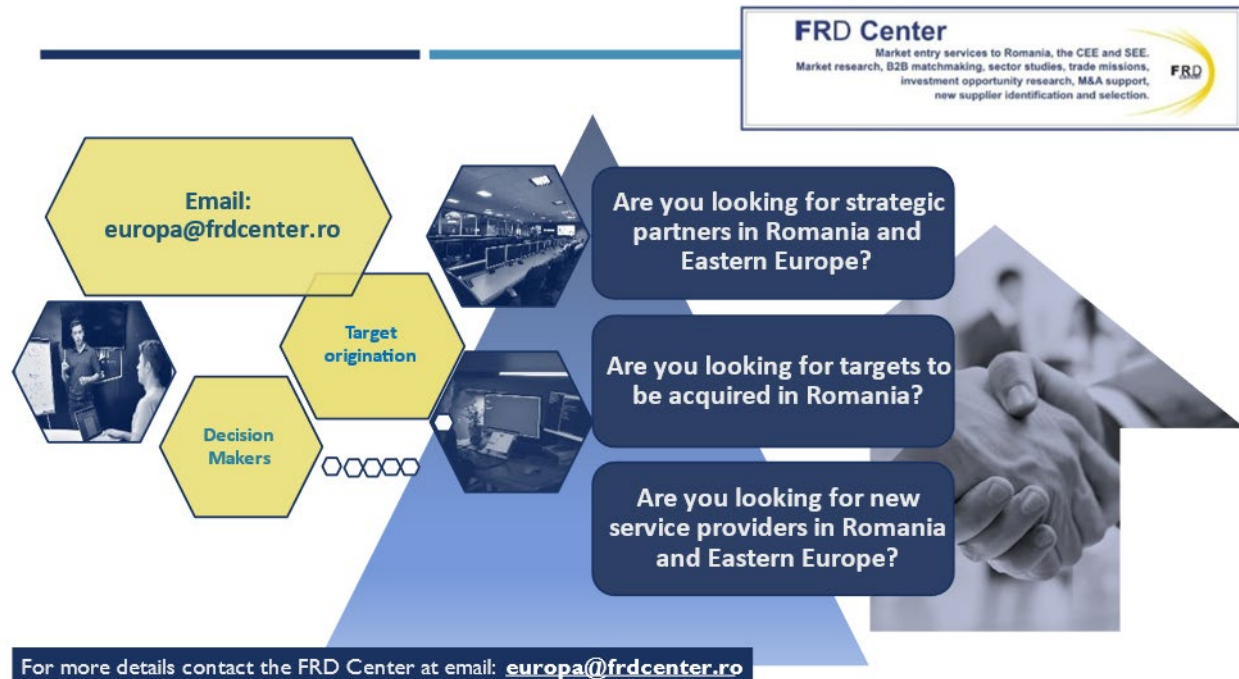 FRD Center
Market entry services to Romania, the CEE and SEE.
Market research, B2B matchmaking, sector studies, trade missions,
investment opportunity research, M&A support,
new supplier identification and selection.
FRD
CENTER
Email:
europa@frdcenter.ro
Target
origination
Decision
Makers
Are you looking for strategic
partners in Romania and
Eastern Europe?
Are you looking for targets to
be acquired in Romania?
Are you looking for new
service providers in Romania
and Eastern Europe?
For more details contact the FRD Center at email: europa@frdcenter.ro